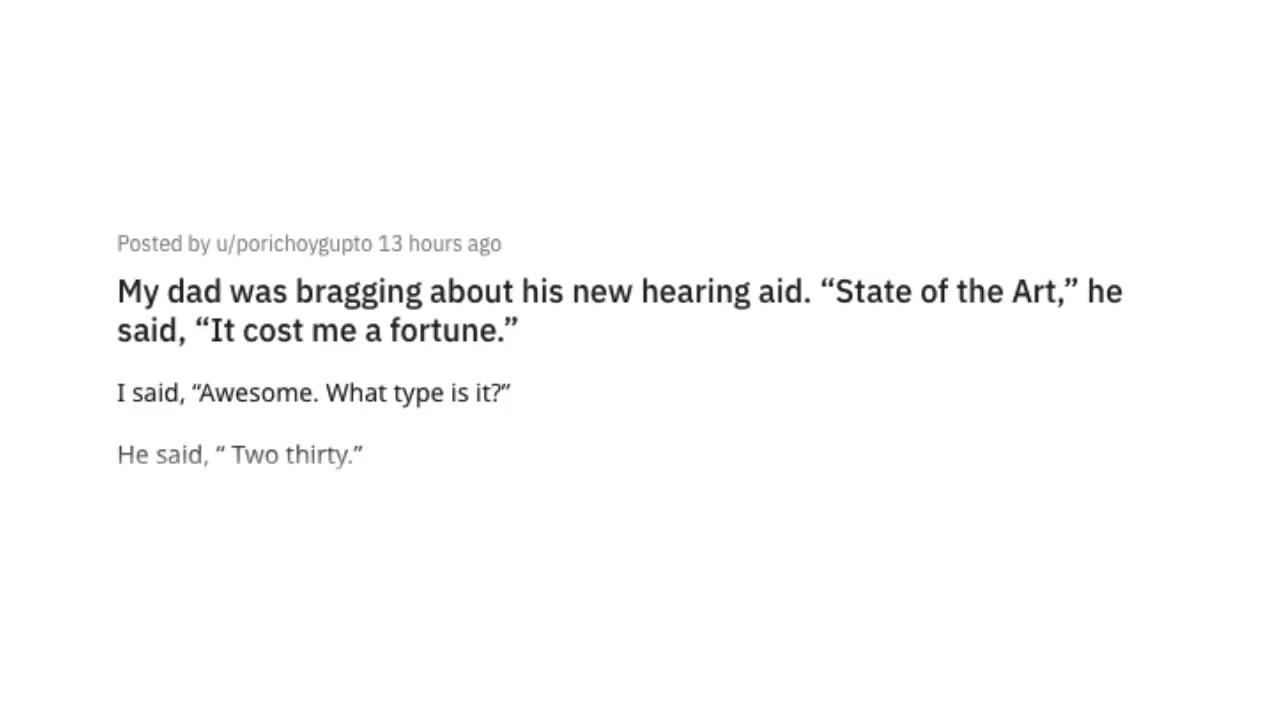 Posted by u/porichoygupto 13 hours ago
My dad was bragging about his new hearing aid. “State of the Art,” he
said, “It cost me a fortune.”
I said, “Awesome. What type is it?”
He said, “ Two thirty.”